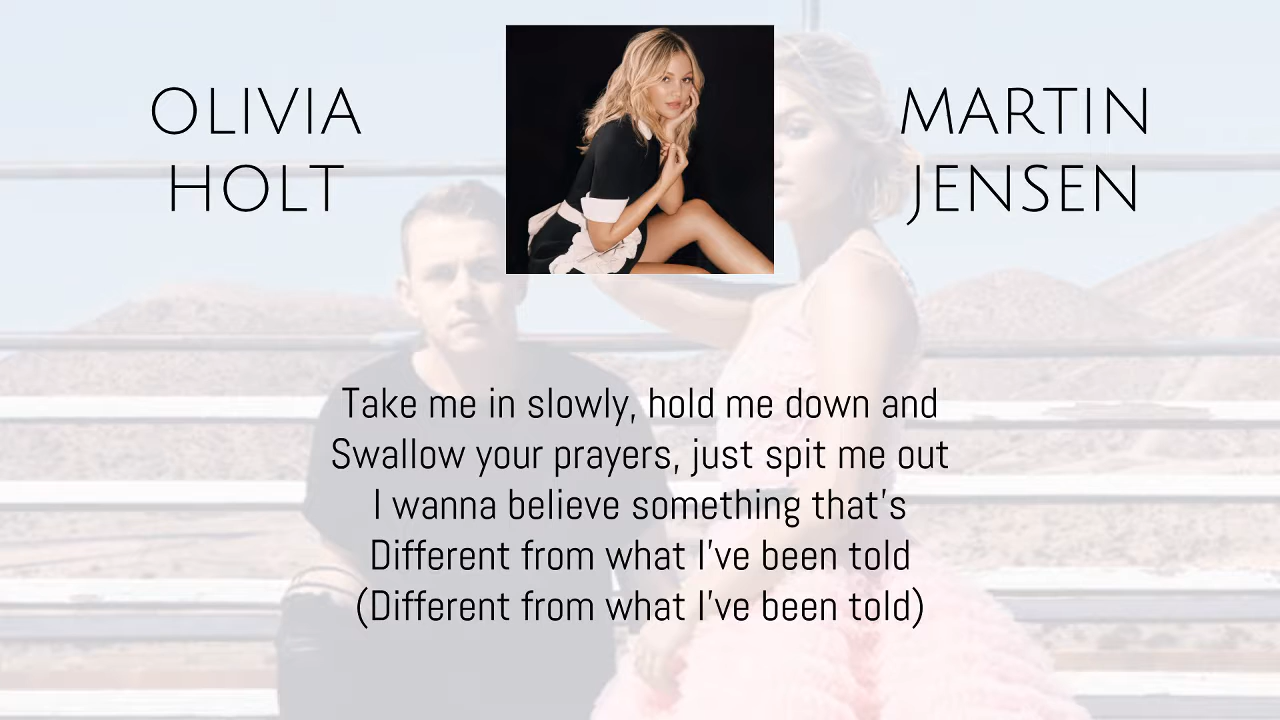 OLIVIA
HOLT
MARTIN
JENSEN
Take me in slowly, hold me down and
Swallow your prayers, just spit me out
I wanna believe something that's
Different from what I've been told
(Different from what I've been told)